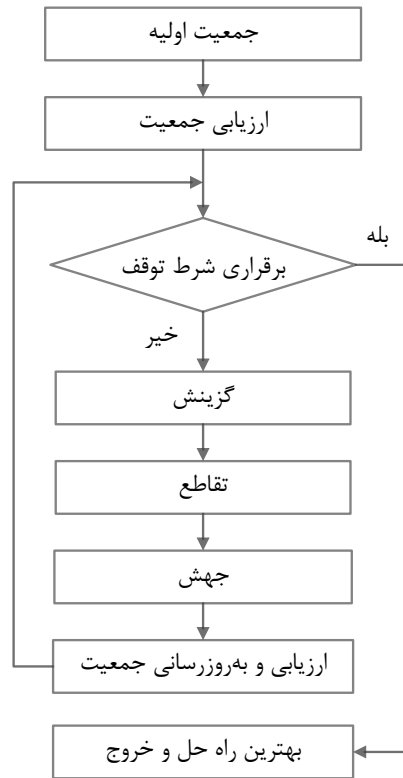 جمعیت اولیه
ارزیابی جمعیت
برقراری شرط توقف
بله
خیر
گزینش
تقاطع
جهش
ارزیابی و به‌روزرسانی جمعیت
بهترین راه حل و خروج